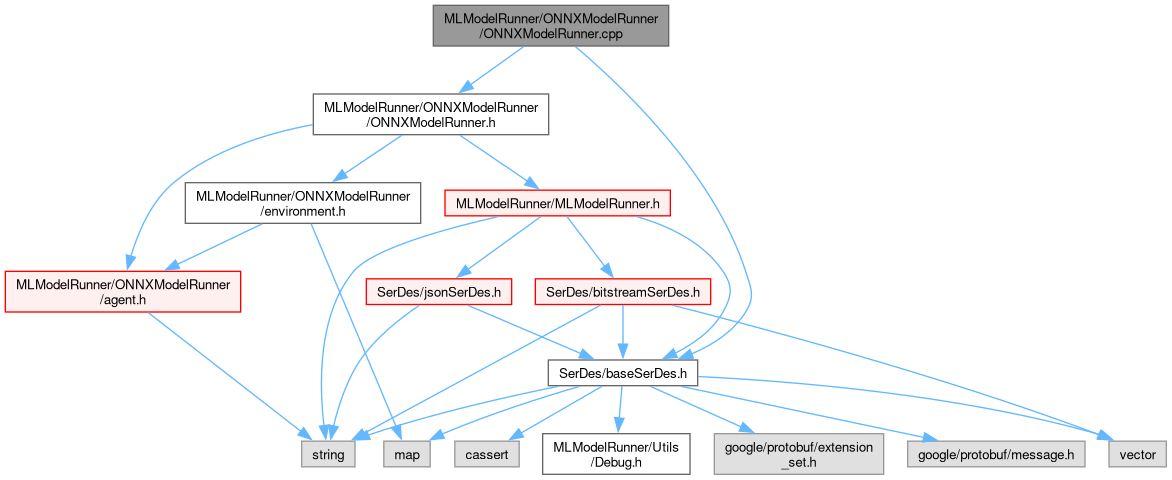 MLModelRunner/ONNXModelRunner
/ONNXModelRunner.cpp
MLModelRunner/ONNXModelRunner
/ONNXModelRunner.h
MLModelRunner/ONNXModelRunner
/environment.h
MLModelRunner/MLModelRunner.h
MLModelRunner/ONNXModelRunner
/agent.h
SerDes/jsonSerDes.h
SerDes/bitstreamSerDes.h
SerDes/baseSerDes.h
string
map
cassert
MLModelRunner/Utils
/Debug.h
google/protobuf/extension
_set.h
google/protobuf/message.h
vector